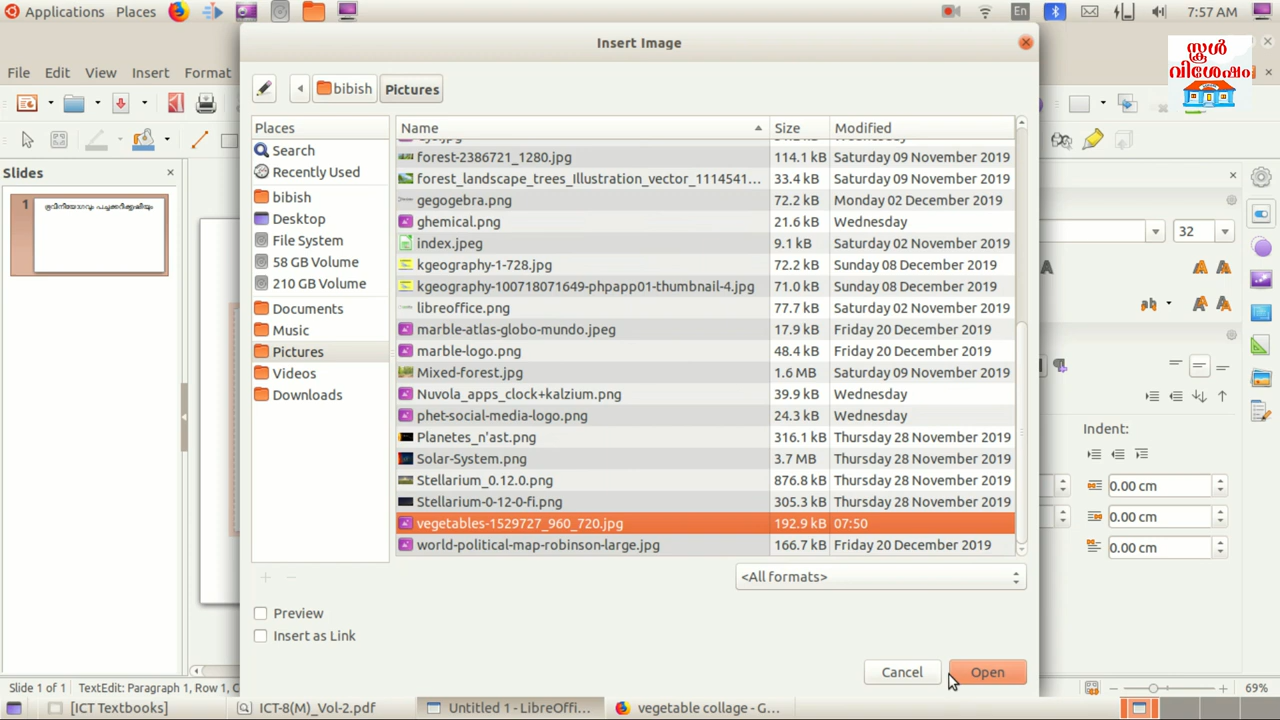 Applications Places En 7:57 AM
Insert Image
സ്കൂൾ
വിശേഷം
File Edit View Insert Format
bibish Pictures
Places
Search
Recently Used
bibish
Desktop
File System
58 GB Volume
210 GB Volume
Documents
Music
Pictures
Videos
Downloads
Name Size Modified
forest-2386721_1280.jpg 114.1 kB Saturday 09 November 2019
forest_landscape_trees_Illustration_vector_1114541... 33.4 kB Saturday 09 November 2019
gegogebra.png 72.2 kB Monday 02 December 2019
ghemical.png 21.6 kB Wednesday
index.jpeg 9.1 kB Saturday 02 November 2019
kgeography-1-728.jpg 72.2 kB Sunday 08 December 2019
kgeography-100718071649-phpapp01-thumbnail-4.jpg 71.0 kB Sunday 08 December 2019
libreoffice.png 77.7 kB Saturday 02 November 2019
marble-atlas-globo-mundo.jpeg 17.9 kB Friday 20 December 2019
marble-logo.png 48.4 kB Friday 20 December 2019
Mixed-forest.jpg 1.6 MB Saturday 09 November 2019
Nuvola_apps_clock+kalzium.png 39.9 kB Wednesday
phet-social-media-logo.png 24.3 kB Wednesday
Planetes_n'ast.png 316.1 kB Thursday 28 November 2019
Solar-System.png 3.7 MB Thursday 28 November 2019
Stellarium_0.12.0.png 876.8 kB Thursday 28 November 2019
Stellarium-0-12-0-fi.png 305.3 kB Thursday 28 November 2019
vegetables-1529727_960_720.jpg 192.9 kB 07:50
world-political-map-robinson-large.jpg 166.7 kB Friday 20 December 2019
<All formats>
Preview
Insert as Link
Cancel Open
Slides
1
32
Indent:
0.00 cm
0.00 cm
0.00 cm
Slide 1 of 1 TextEdit: Paragraph 1, Row 1, C 69%
[ICT Textbooks] ICT-8(M)_Vol-2.pdf Untitled 1 - LibreOffi... vegetable collage - G...